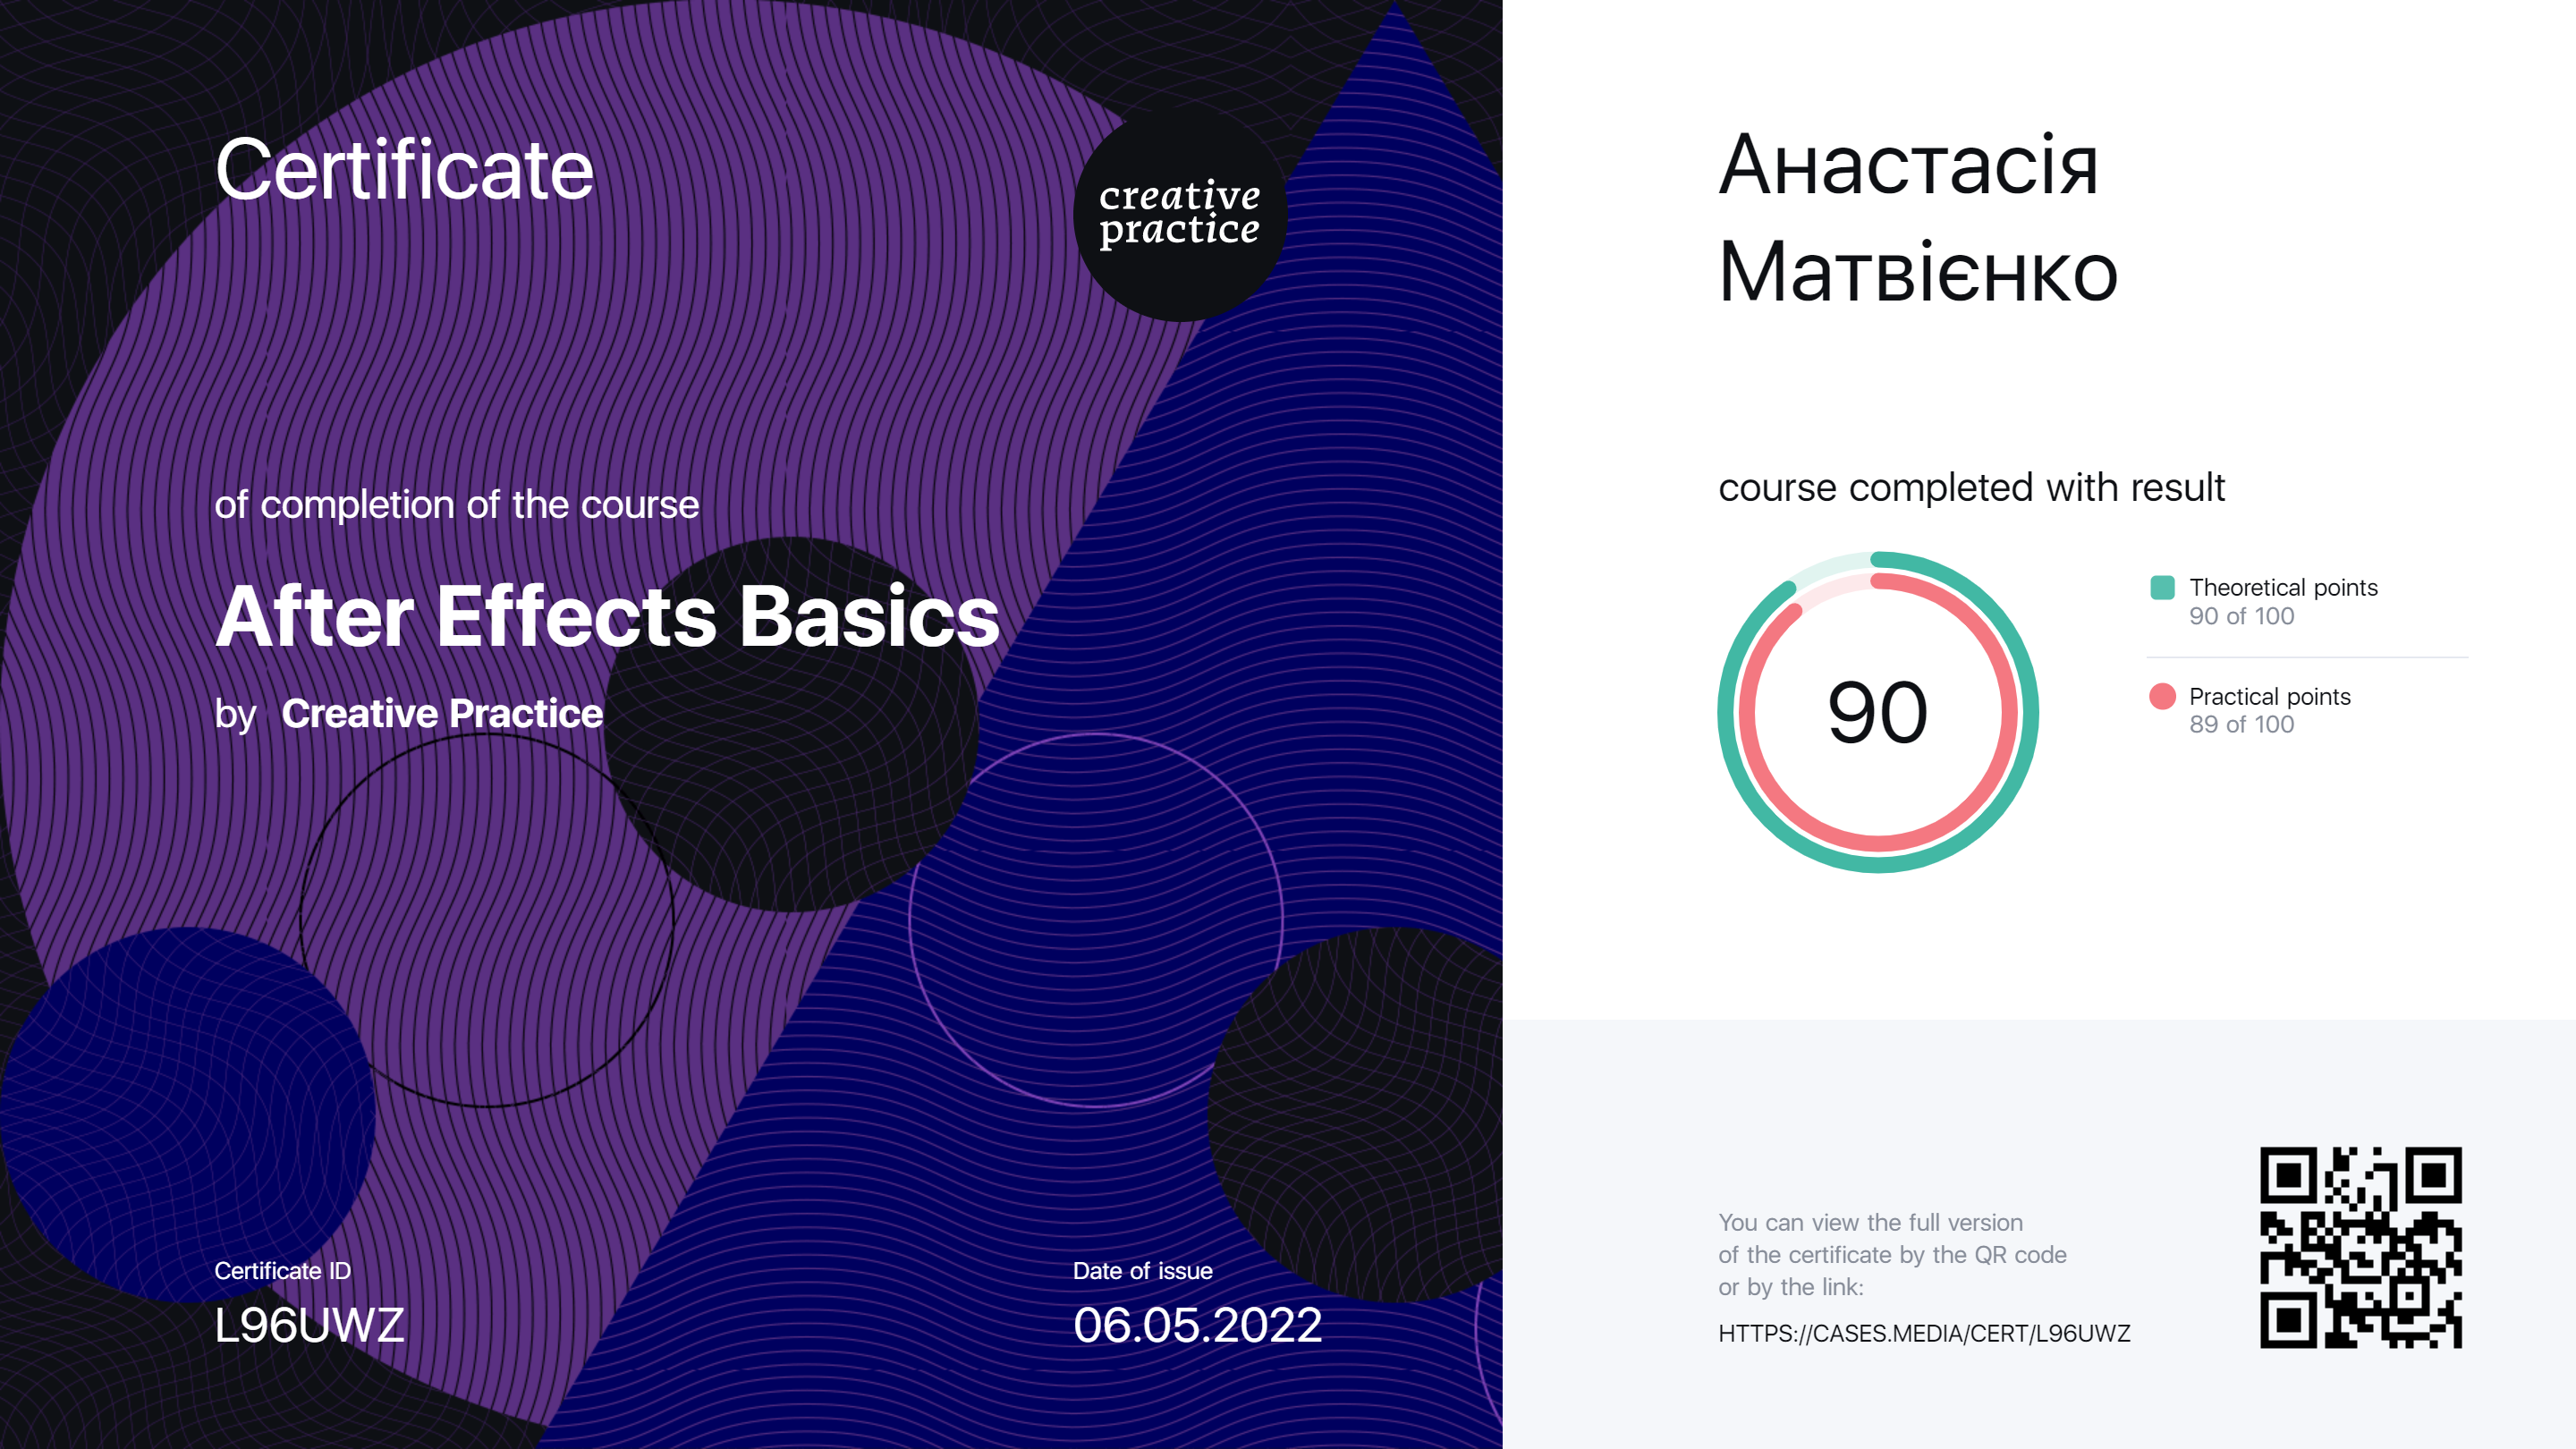 Certificate
creative
practice
of completion of the course
After Effects Basics
by Creative Practice
Certificate ID
L96UWZ
Date of issue
06.05.2022
Анастасія
Матвієнко
course completed with result
90
Theoretical points
90 of 100
Practical points
89 of 100
You can view the full version
of the certificate by the QR code
or by the link:
HTTPS://CASES.MEDIA/CERT/L96UWZ